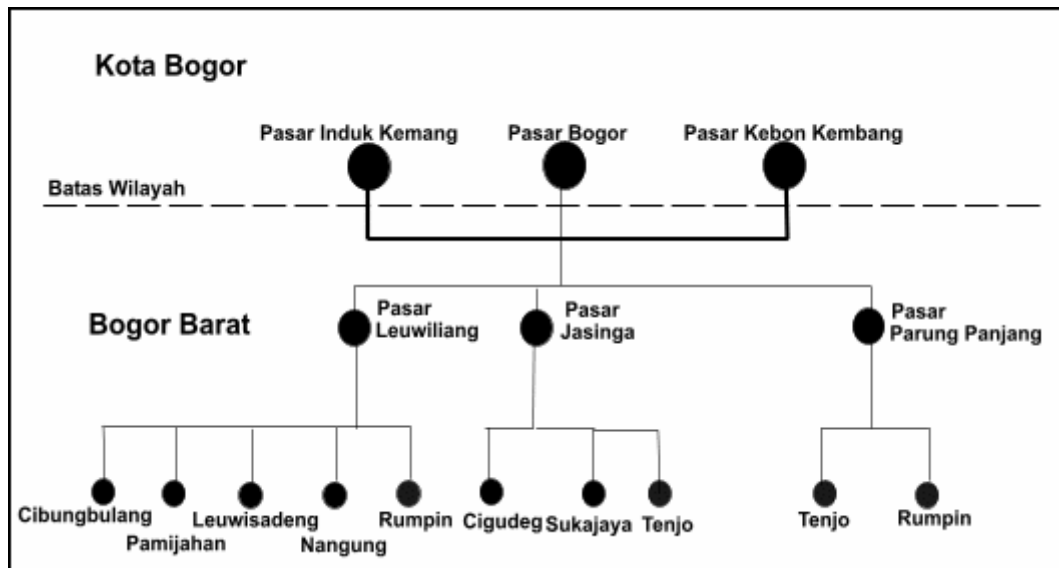 Kota Bogor
Pasar Induk Kemang
Pasar Bogor
Pasar Kebon Kembang
Batas Wilayah
Bogor Barat
Pasar
Leuwiliang
Pasar
Jasinga
Pasar
Parung Panjang
Cibungbulang
Pamijahan
Leuwisadeng
Nangung
Rumpin
Cigudeg
Sukajaya
Tenjo
Tenjo
Rumpin